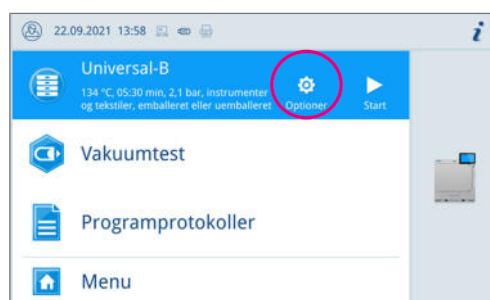 22.09.2021 13:58
i
Universal-B
134 °C, 05:30 min, 2,1 bar, instrumenter
og tekstiler, emballeret eller uemballeret
Optioner
Start
Vakuumtest
Programprotokoller
Menu